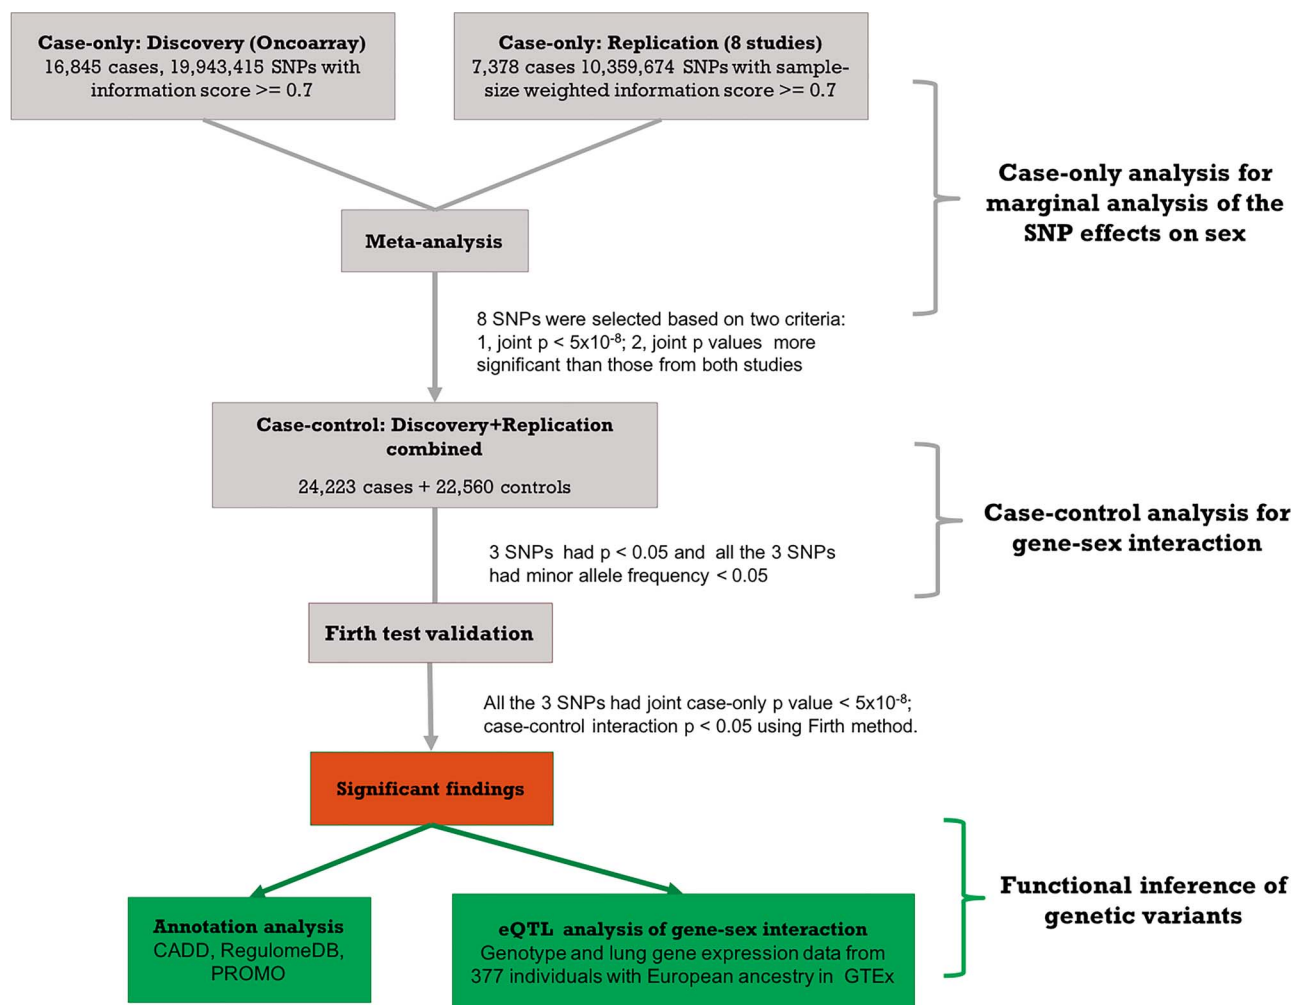 Case-only: Discovery (Oncoarray)
16,845 cases, 19,943,415 SNPs with
information score >= 0.7
Case-only: Replication (8 studies)
7,378 cases 10,359,674 SNPs with sample-
size weighted information score >= 0.7
Case-only analysis for
marginal analysis of the
SNP effects on sex
Meta-analysis
8 SNPs were selected based on two criteria:
1, joint p < 5x10⁻⁸; 2, joint p values more
significant than those from both studies
Case-control: Discovery+Replication
combined
24,223 cases + 22,560 controls
Case-control analysis for
gene-sex interaction
3 SNPs had p < 0.05 and all the 3 SNPs
had minor allele frequency < 0.05
Firth test validation
All the 3 SNPs had joint case-only p value < 5x10⁻⁸;
case-control interaction p < 0.05 using Firth method.
Significant findings
Functional inference of
genetic variants
Annotation analysis
CADD, RegulomeDB,
PROMO
eQTL analysis of gene-sex interaction
Genotype and lung gene expression data from
377 individuals with European ancestry in GTEx